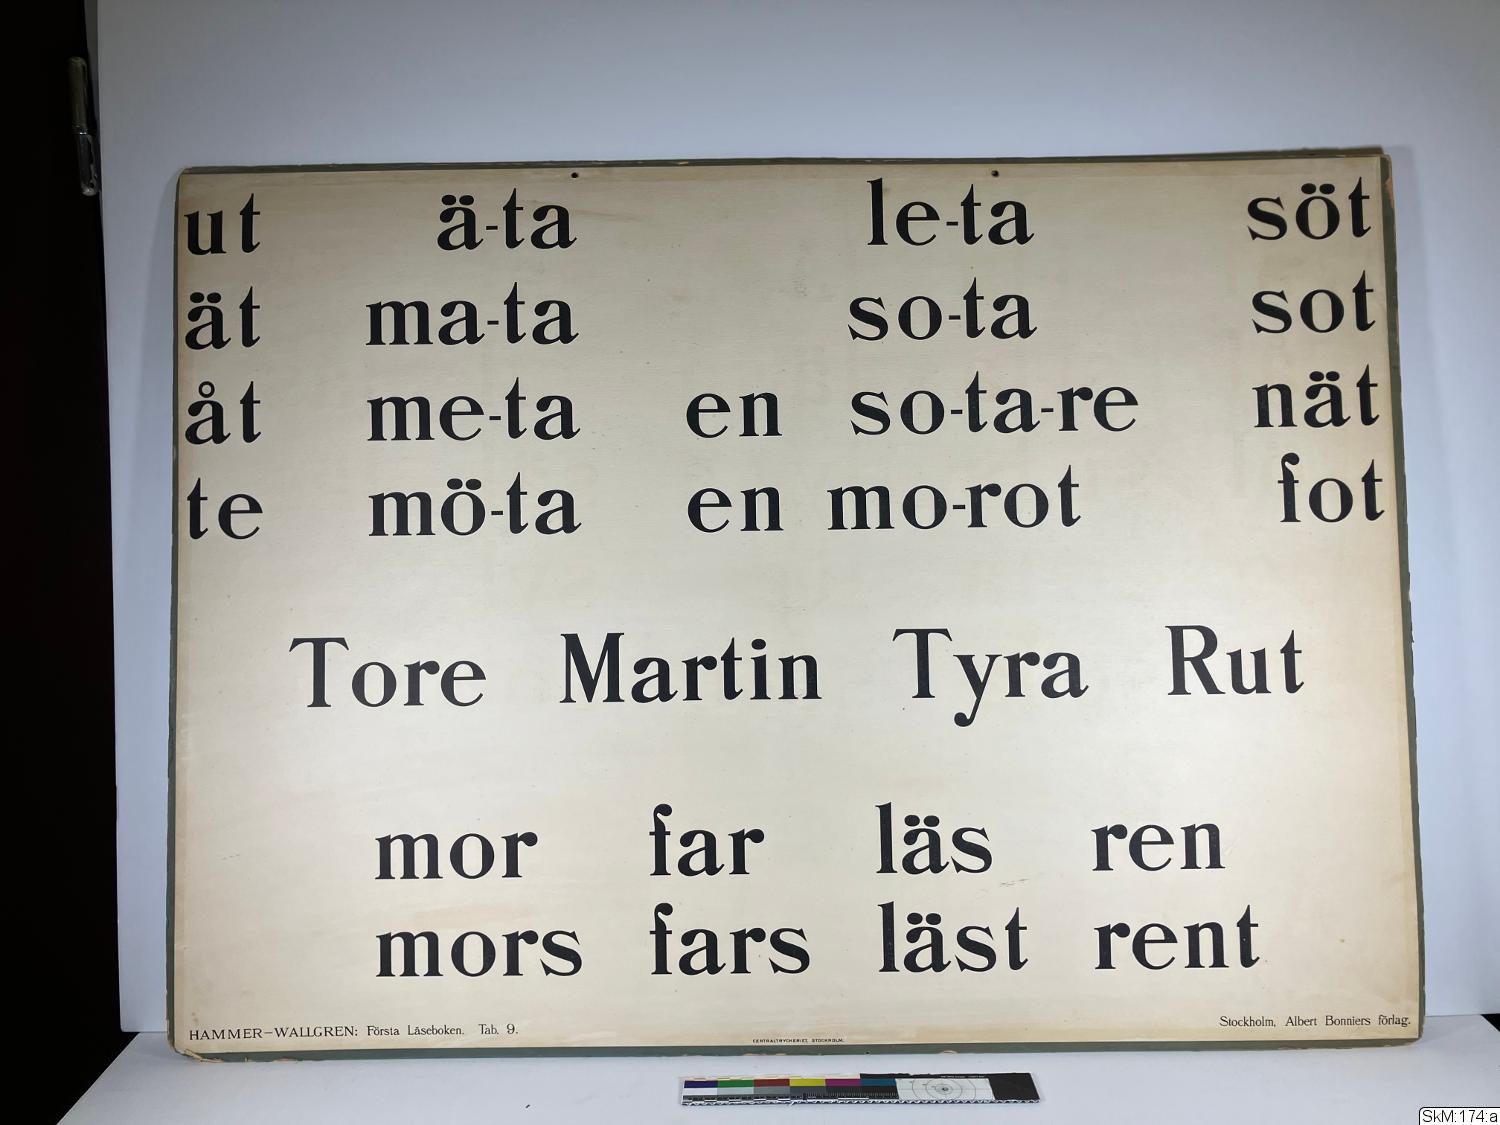 ut ä-ta le-ta söt
ät ma-ta so-ta sot
åt me-ta en so-ta-re nät
te mö-ta en mo-rot fot
Tore Martin Tyra Rut
mor far läs ren
mors fars läst rent
HAMMER–WALLGREN: Första Läseboken. Tab. 9.
Stockholm, Albert Bonniers förlag.
CENTRALTRYCKERIET, STOCKHOLM.
SkM:174:a